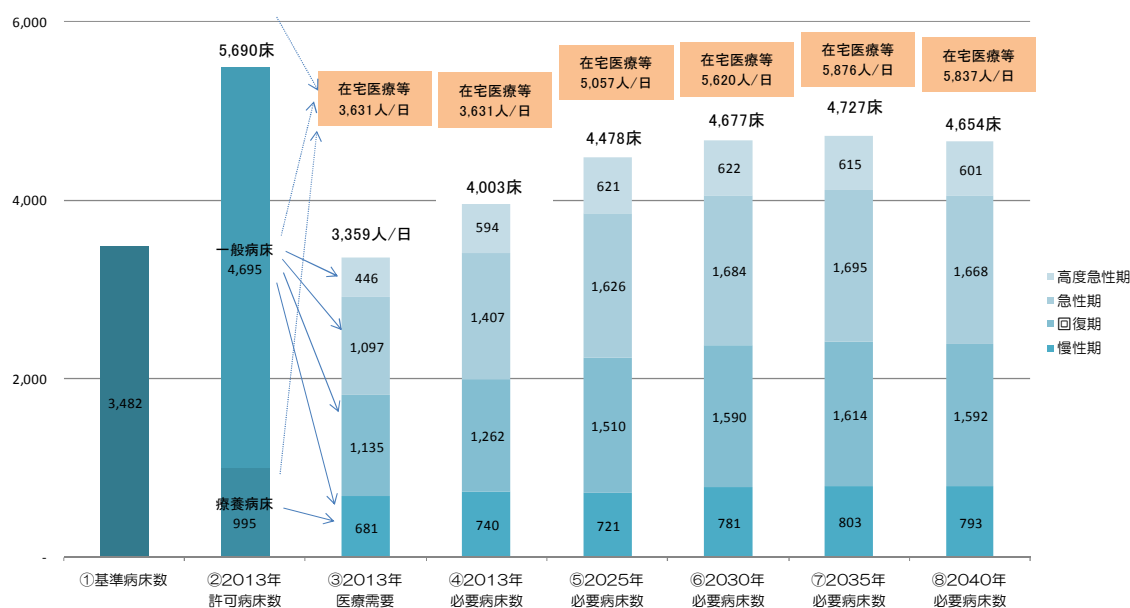 6,000
4,000
2,000
-
5,690床
一般病床
4,695
療養病床
995
3,482
在宅医療等
3,631人/日
3,359人/日
446
1,097
1,135
681
在宅医療等
3,631人/日
4,003床
594
1,407
1,262
740
在宅医療等
5,057人/日
4,478床
621
1,626
1,510
721
在宅医療等
5,620人/日
4,677床
622
1,684
1,590
781
在宅医療等
5,876人/日
4,727床
615
1,695
1,614
803
在宅医療等
5,837人/日
4,654床
601
1,668
1,592
793
高度急性期
急性期
回復期
慢性期
①基準病床数
②2013年
許可病床数
③2013年
医療需要
④2013年
必要病床数
⑤2025年
必要病床数
⑥2030年
必要病床数
⑦2035年
必要病床数
⑧2040年
必要病床数